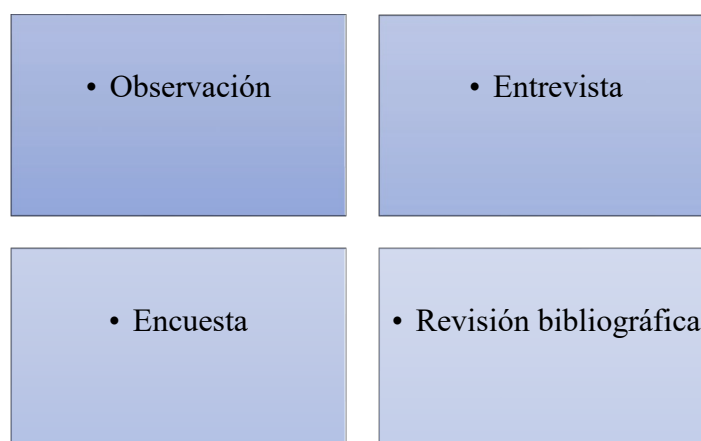 • Observación
• Entrevista
• Encuesta
• Revisión bibliográfica